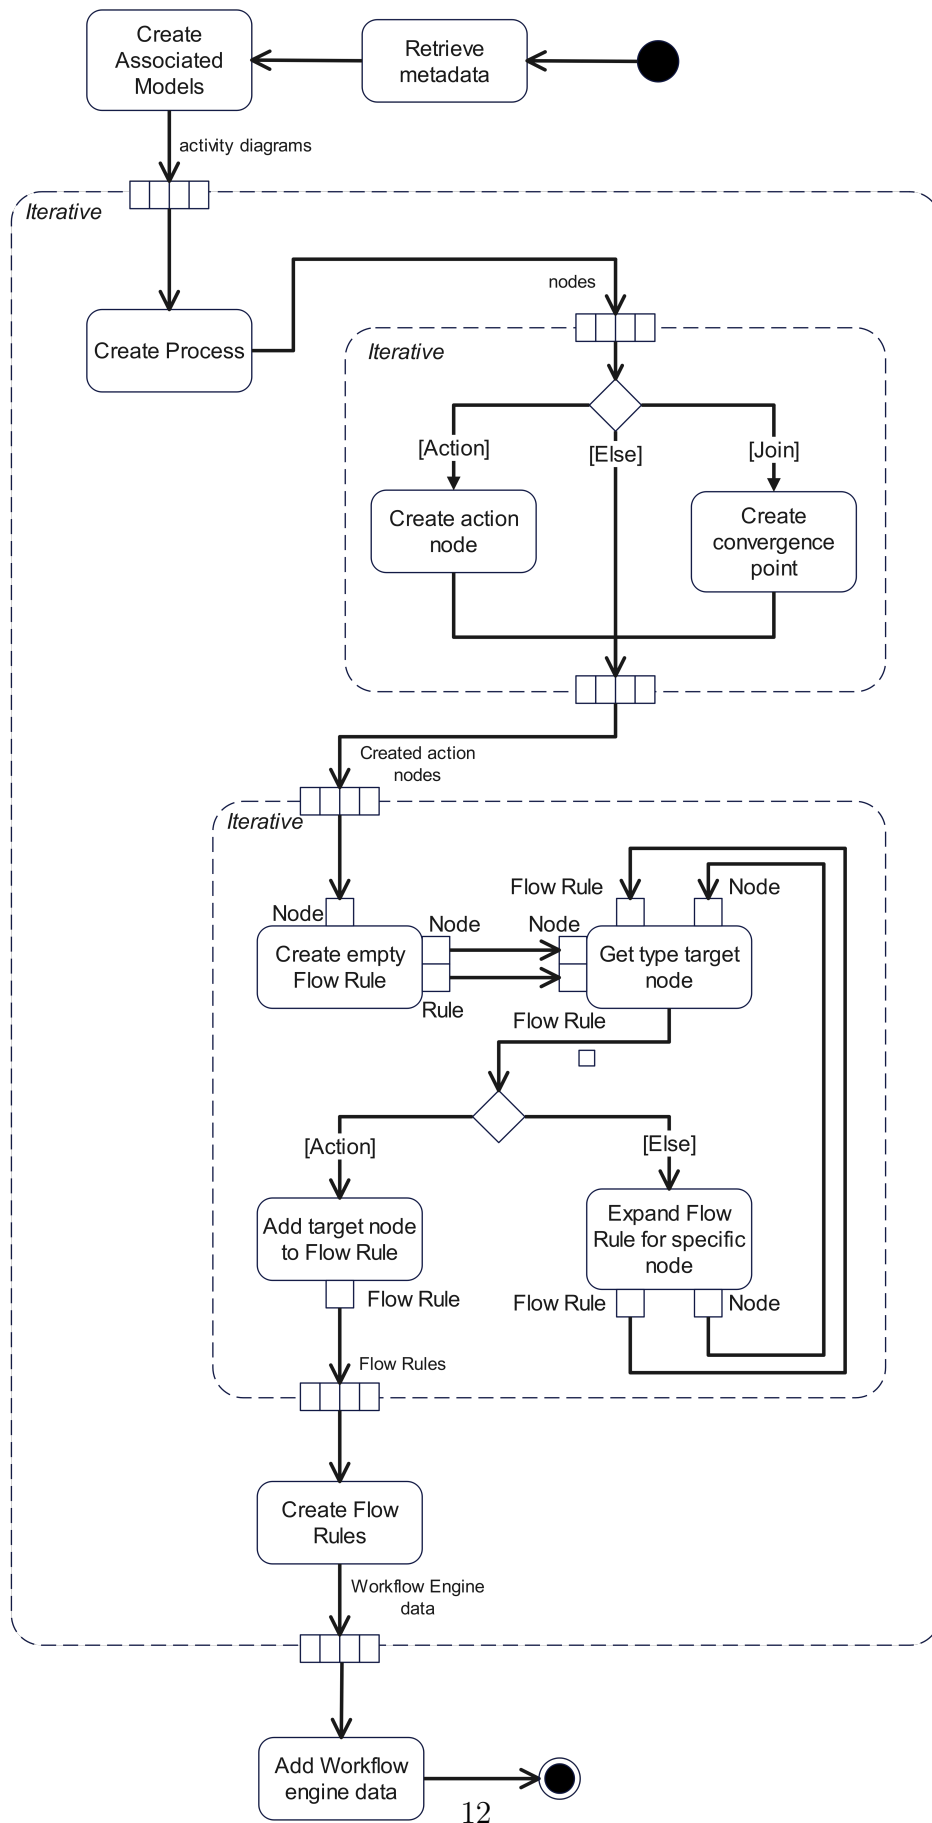 Create
Associated
Models
Retrieve
metadata
activity diagrams
Iterative
nodes
Create Process
Iterative
[Action]
[Else]
[Join]
Create action
node
Create
convergence
point
Created action
nodes
Iterative
Flow Rule
Node
Node
Node
Node
Create empty
Flow Rule
Get type target
node
Rule
Flow Rule
[Action]
[Else]
Add target node
to Flow Rule
Expand Flow
Rule for specific
node
Flow Rule
Flow Rule
Node
Flow Rules
Create Flow
Rules
Workflow Engine
data
Add Workflow
engine data
12